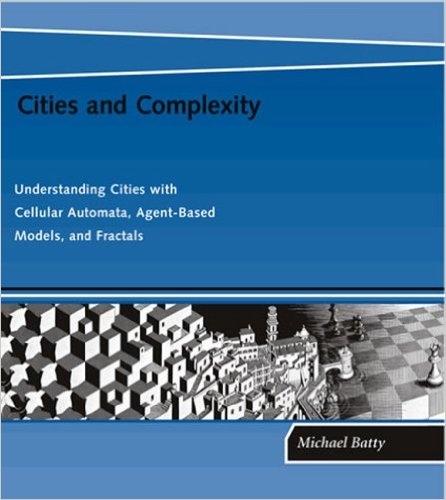 Cities and Complexity
Understanding Cities with
Cellular Automata, Agent-Based
Models, and Fractals
Michael Batty